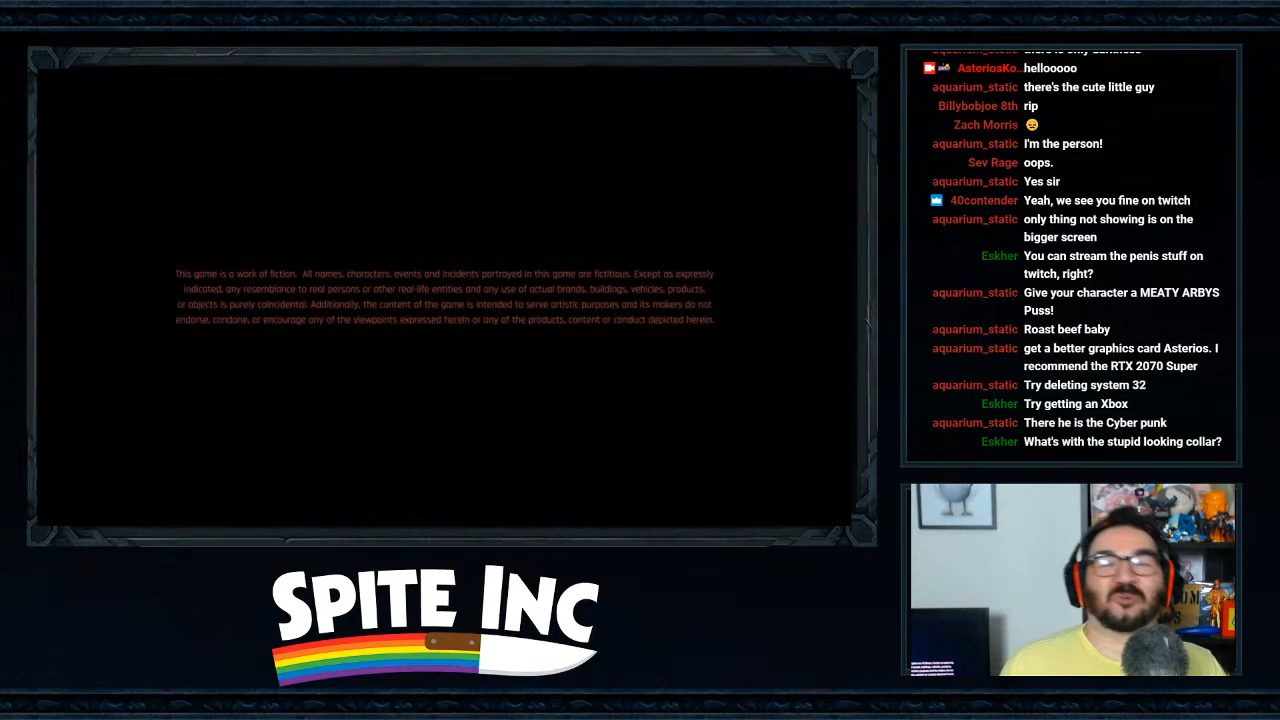 This game is a work of fiction. All names, characters, events and incidents portrayed in this game are fictitious. Except as expressly
indicated, any resemblance to real persons or other real-life entities and any use of actual brands, buildings, vehicles, products,
or objects is purely coincidental. Additionally, the content of the game is intended to serve artistic purposes and its makers do not
endorse, condone, or encourage any of the viewpoints expressed herein or any of the products, content or conduct depicted herein.
aquarium_static there is only darkness
AsteriosKo... hellooooo
aquarium_static there's the cute little guy
Billybobjoe 8th rip
Zach Morris 😞
aquarium_static I'm the person!
Sev Rage oops.
aquarium_static Yes sir
40contender Yeah, we see you fine on twitch
aquarium_static only thing not showing is on the
bigger screen
Eskher You can stream the penis stuff on
twitch, right?
aquarium_static Give your character a MEATY ARBYS
Puss!
aquarium_static Roast beef baby
aquarium_static get a better graphics card Asterios. I
recommend the RTX 2070 Super
aquarium_static Try deleting system 32
Eskher Try getting an Xbox
aquarium_static There he is the Cyber punk
Eskher What's with the stupid looking collar?
SPITE INC